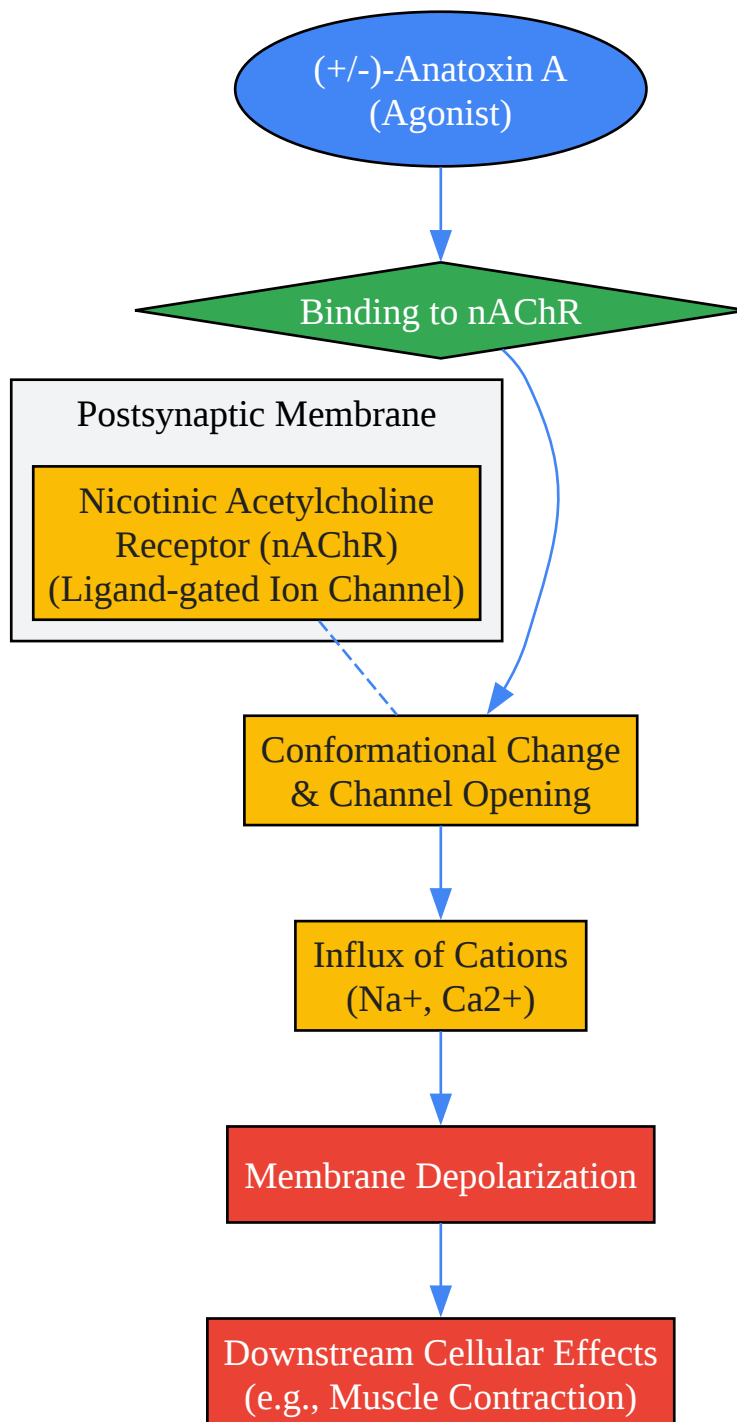 (+/-)-Anatoxin A
(Agonist)
Binding to nAChR
Postsynaptic Membrane
Nicotinic Acetylcholine
Receptor (nAChR)
(Ligand-gated Ion Channel)
Conformational Change
& Channel Opening
Influx of Cations
(Na+, Ca2+)
Membrane Depolarization
Downstream Cellular Effects
(e.g., Muscle Contraction)